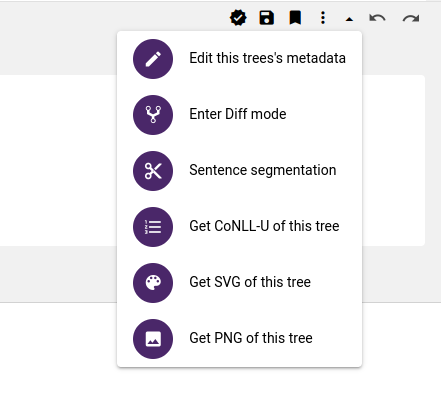 Edit this trees's metadata
Enter Diff mode
Sentence segmentation
Get CoNLL-U of this tree
Get SVG of this tree
Get PNG of this tree